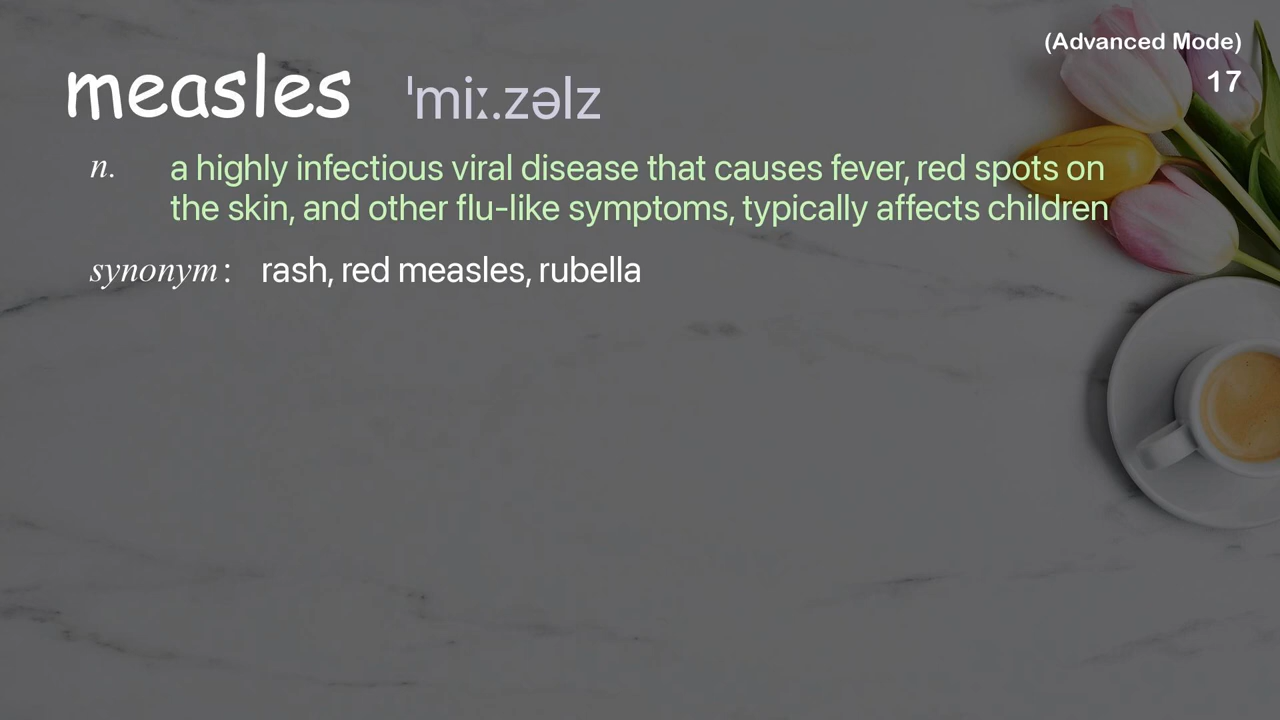 (Advanced Mode)
17
measles ˈmiː.zəlz
n. a highly infectious viral disease that causes fever, red spots on
the skin, and other flu-like symptoms, typically affects children
synonym: rash, red measles, rubella